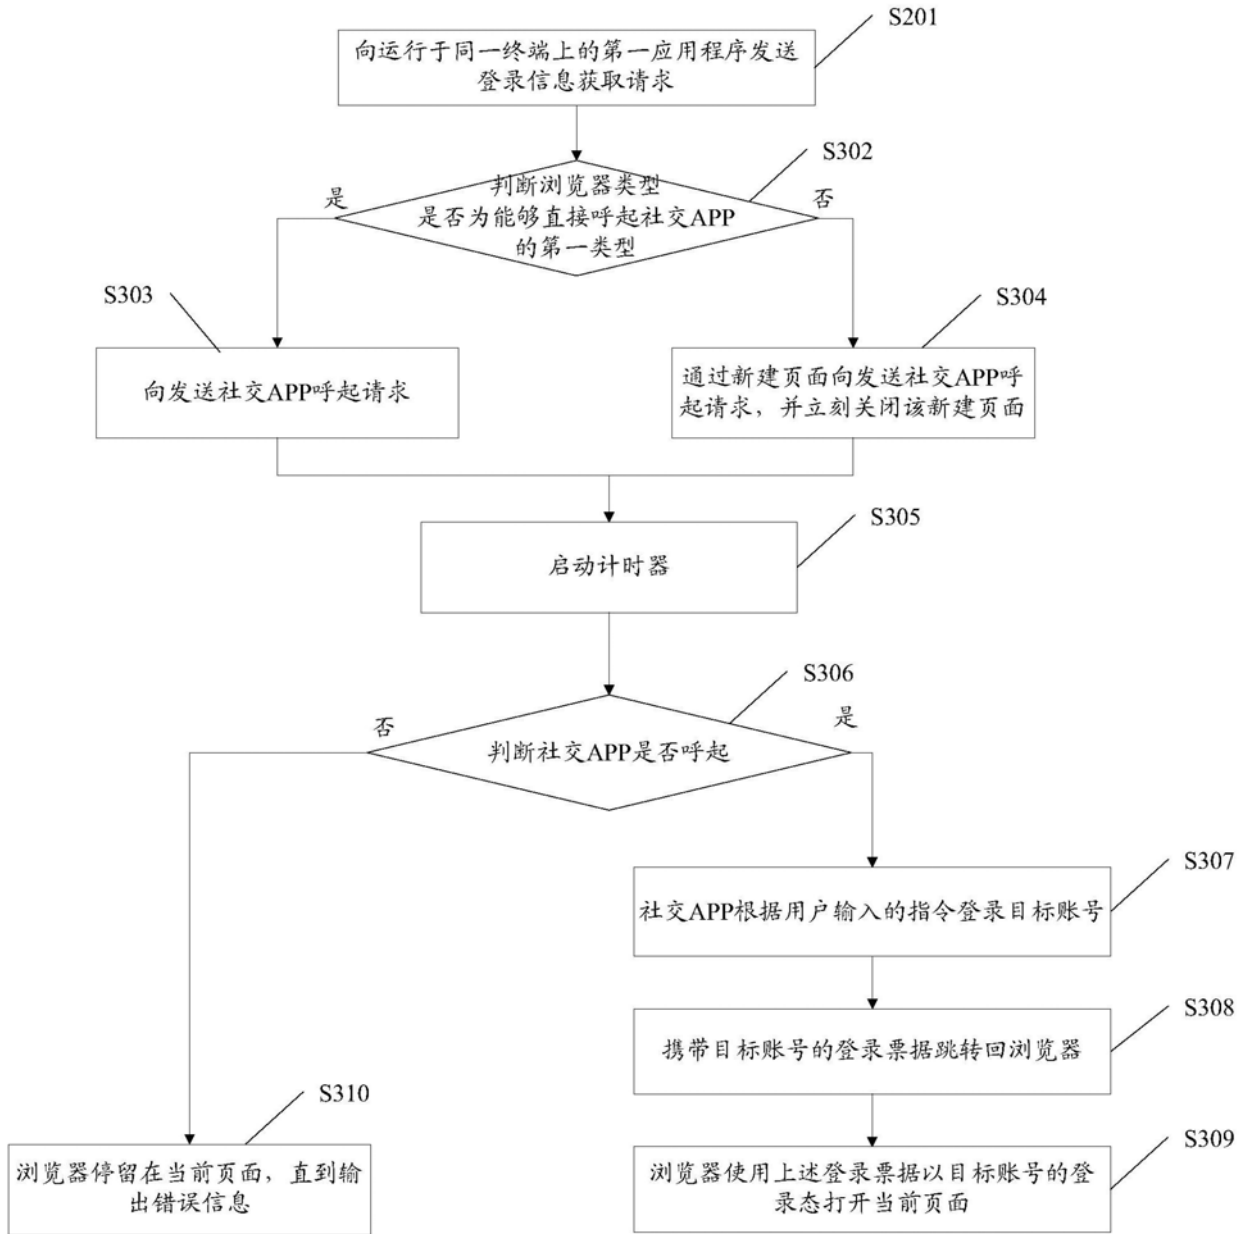 S201
向运行于同一终端上的第一应用程序发送
登录信息获取请求
S302
是
判断浏览器类型
是否为能够直接呼起社交APP
的第一类型
否
S303
S304
向发送社交APP呼起请求
通过新建页面向发送社交APP呼
起请求，并立刻关闭该新建页面
S305
启动计时器
S306
否
是
判断社交APP是否呼起
S307
社交APP根据用户输入的指令登录目标账号
S308
携带目标账号的登录票据跳转回浏览器
S310
S309
浏览器停留在当前页面，直到输
出错误信息
浏览器使用上述登录票据以目标账号的登
录态打开当前页面